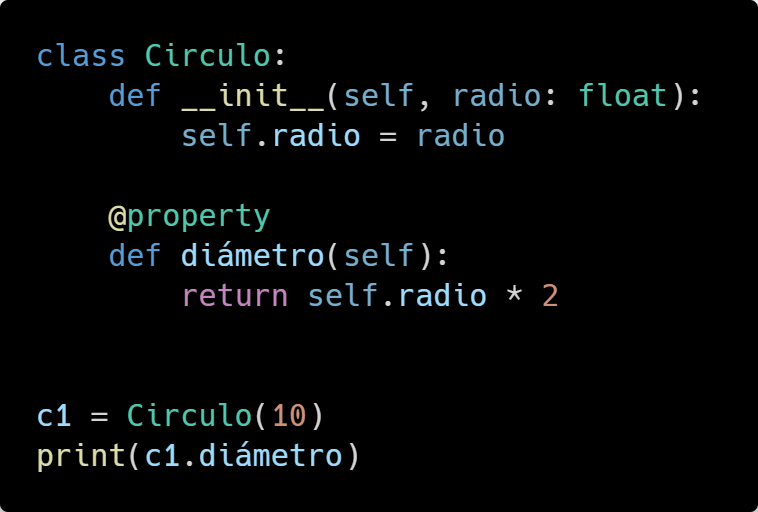 class Circulo:
    def __init__(self, radio: float):
        self.radio = radio
    @property
    def diámetro(self):
        return self.radio * 2
c1 = Circulo(10)
print(c1.diámetro)